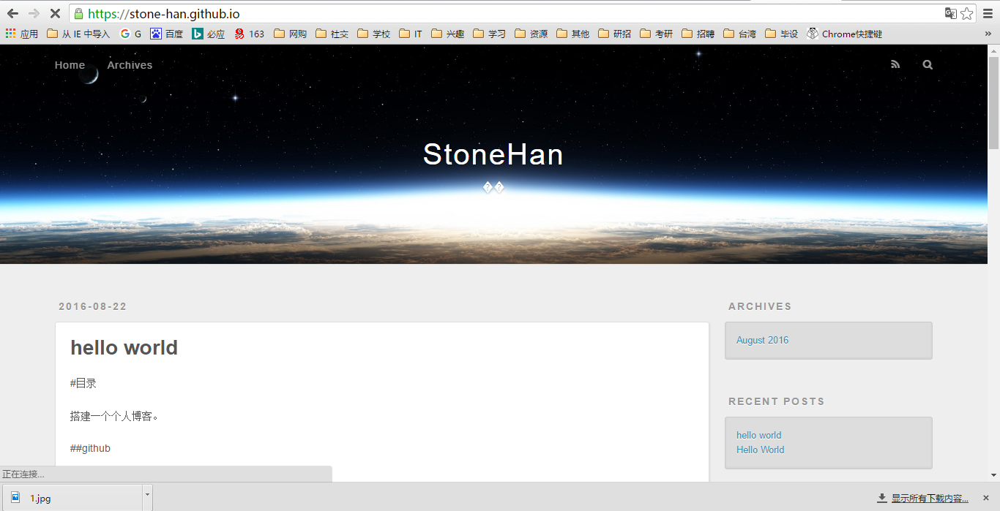 https://stone-han.github.io
应用 从 IE 中导入 G 百度 必应 163 网购 社交 学校 IT 兴趣 学习 资源 其他 研招 考研 招聘 台湾 毕设 Chrome快捷键 »
Home Archives
StoneHan
��
2016-08-22
ARCHIVES
hello world
August 2016
#目录
RECENT POSTS
搭建一个个人博客。
hello world
##github
Hello World
正在连接...
1.jpg
显示所有下载内容...